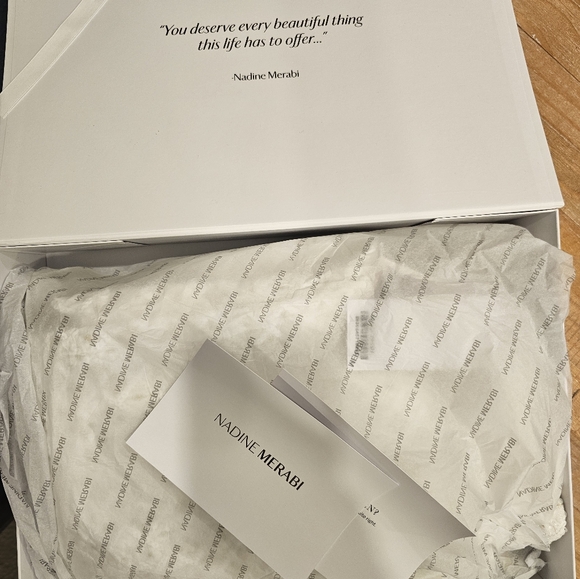 “You deserve every beautiful thing
this life has to offer...”
-Nadine Merabi
NADINE MERABI